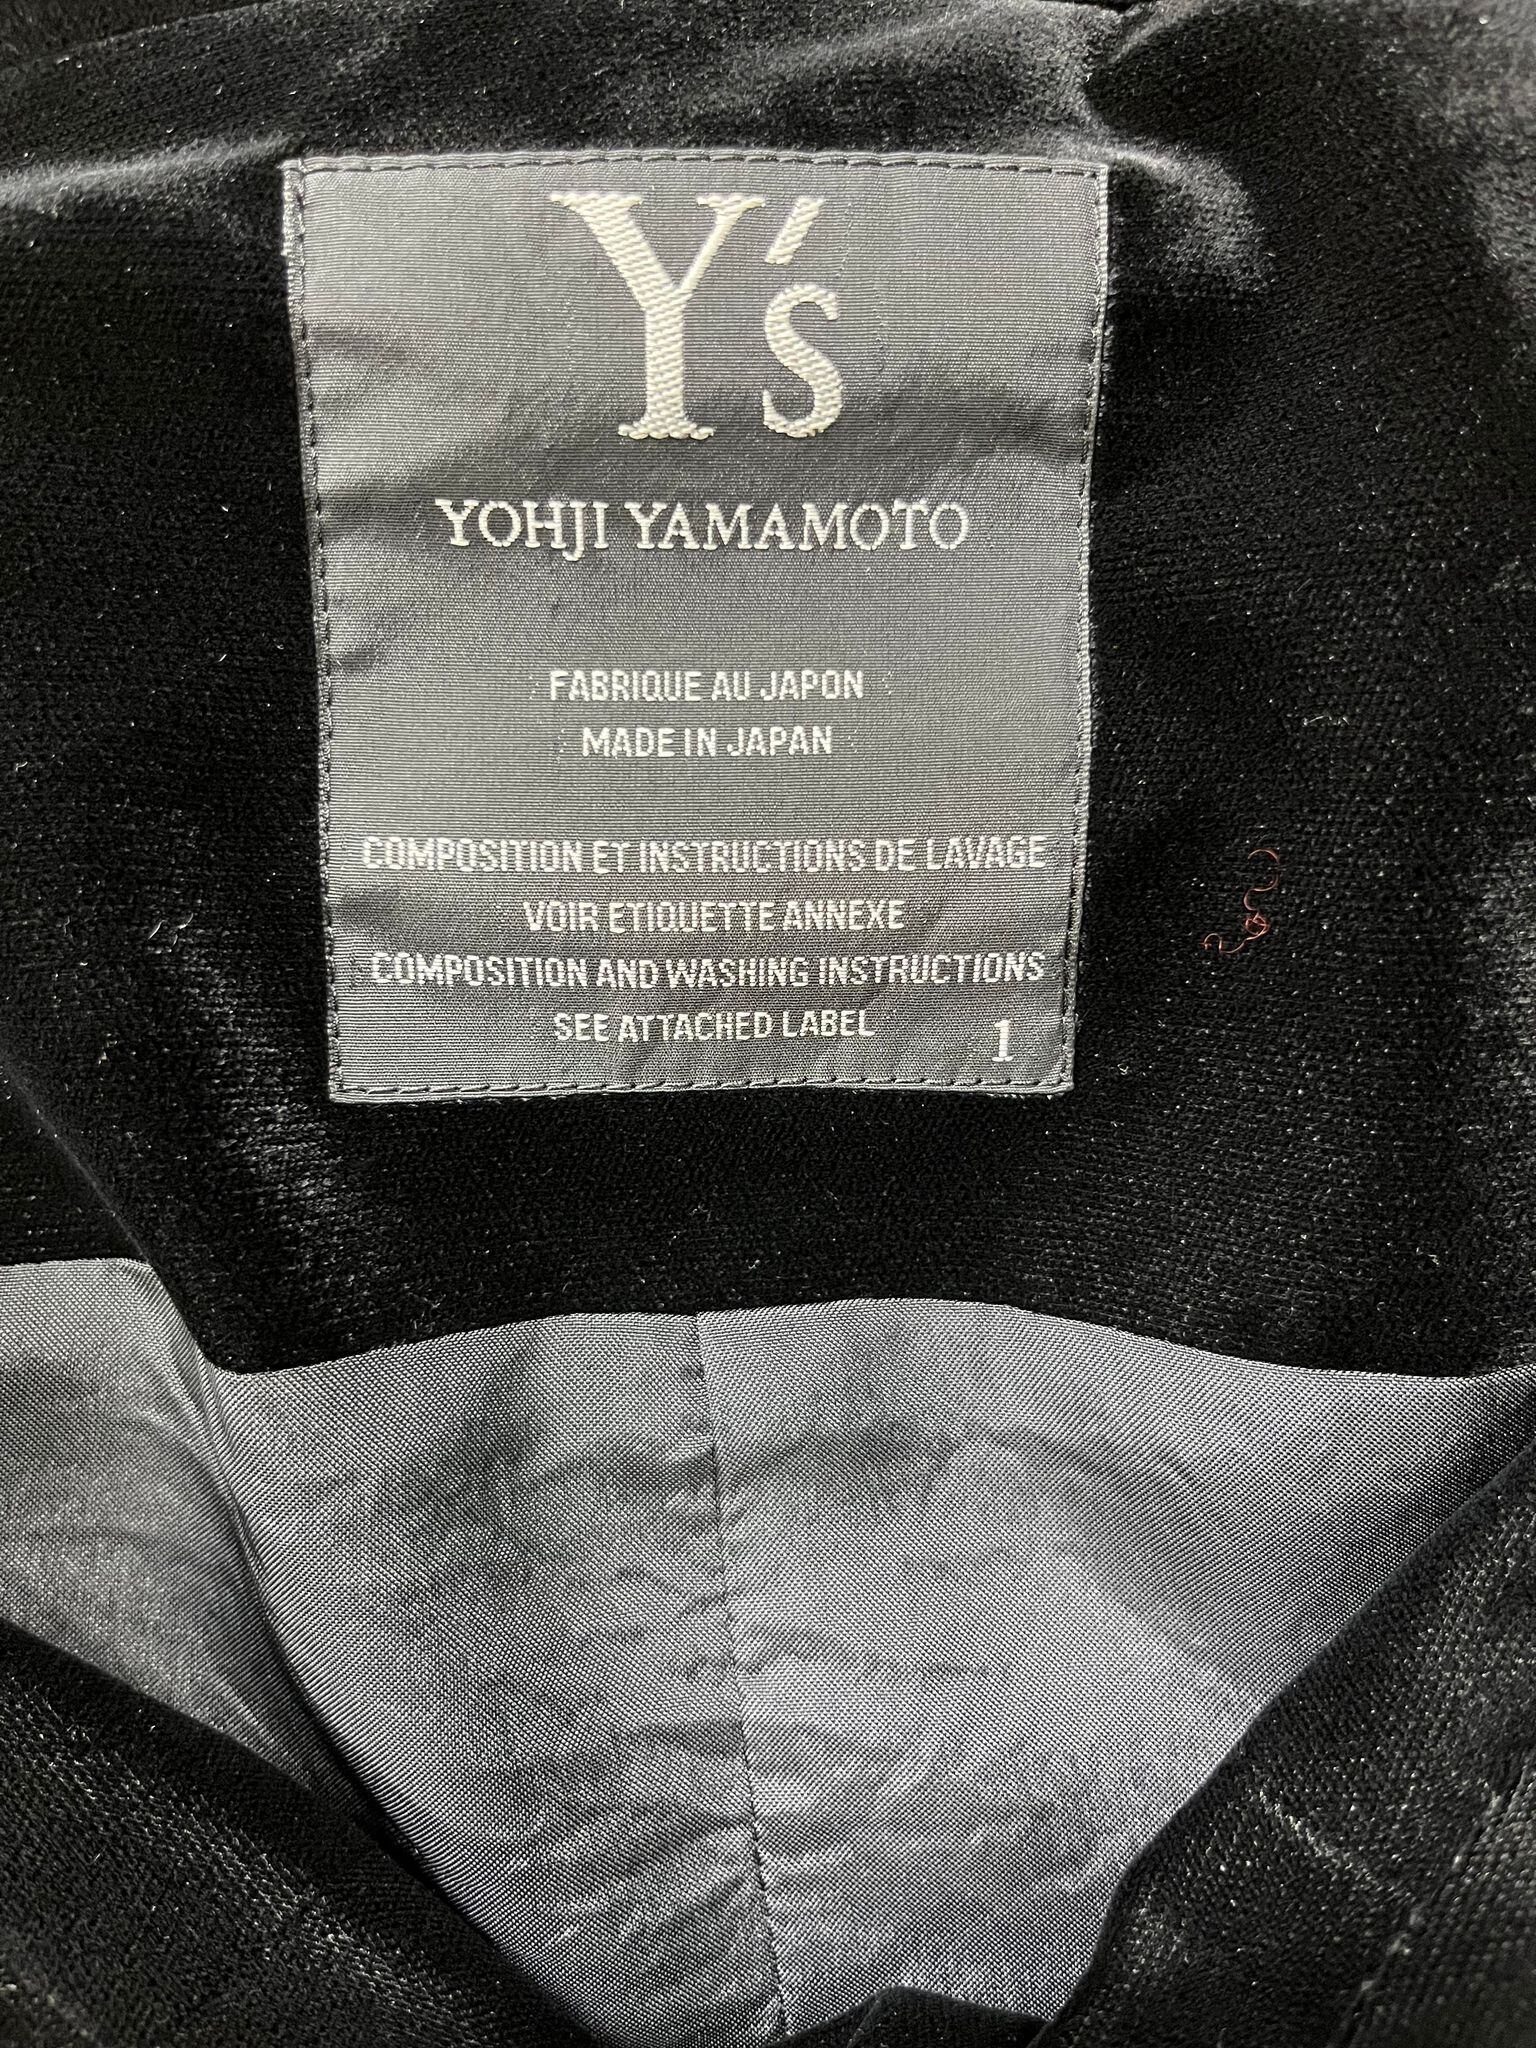 Y's
YOHJI YAMAMOTO
FABRIQUE AU JAPON
MADE IN JAPAN
COMPOSITION ET INSTRUCTIONS DE LAVAGE
VOIR ETIQUETTE ANNEXE
COMPOSITION AND WASHING INSTRUCTIONS
SEE ATTACHED LABEL
1